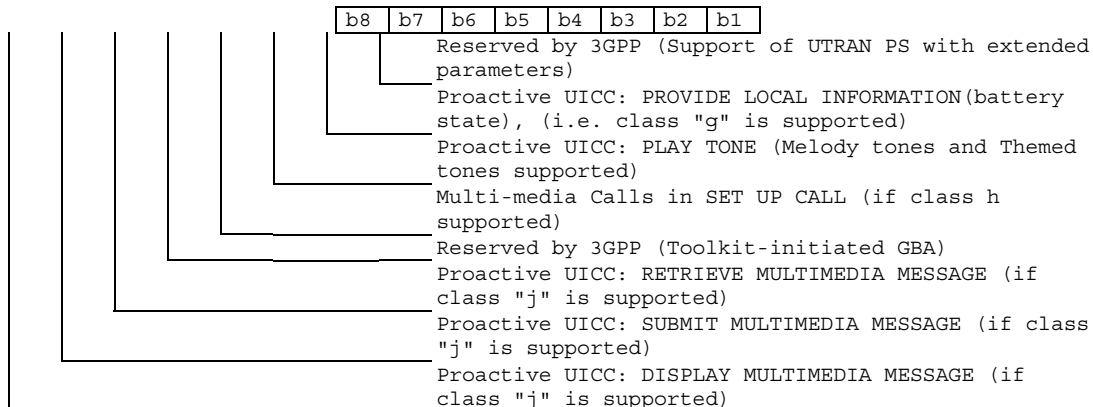 b8 b7 b6 b5 b4 b3 b2 b1
Reserved by 3GPP (Support of UTRAN PS with extended
parameters)
Proactive UICC: PROVIDE LOCAL INFORMATION(battery
state), (i.e. class "g" is supported)
Proactive UICC: PLAY TONE (Melody tones and Themed
tones supported)
Multi-media Calls in SET UP CALL (if class h
supported)
Reserved by 3GPP (Toolkit-initiated GBA)
Proactive UICC: RETRIEVE MULTIMEDIA MESSAGE (if
class "j" is supported)
Proactive UICC: SUBMIT MULTIMEDIA MESSAGE (if class
"j" is supported)
Proactive UICC: DISPLAY MULTIMEDIA MESSAGE (if
class "j" is supported)